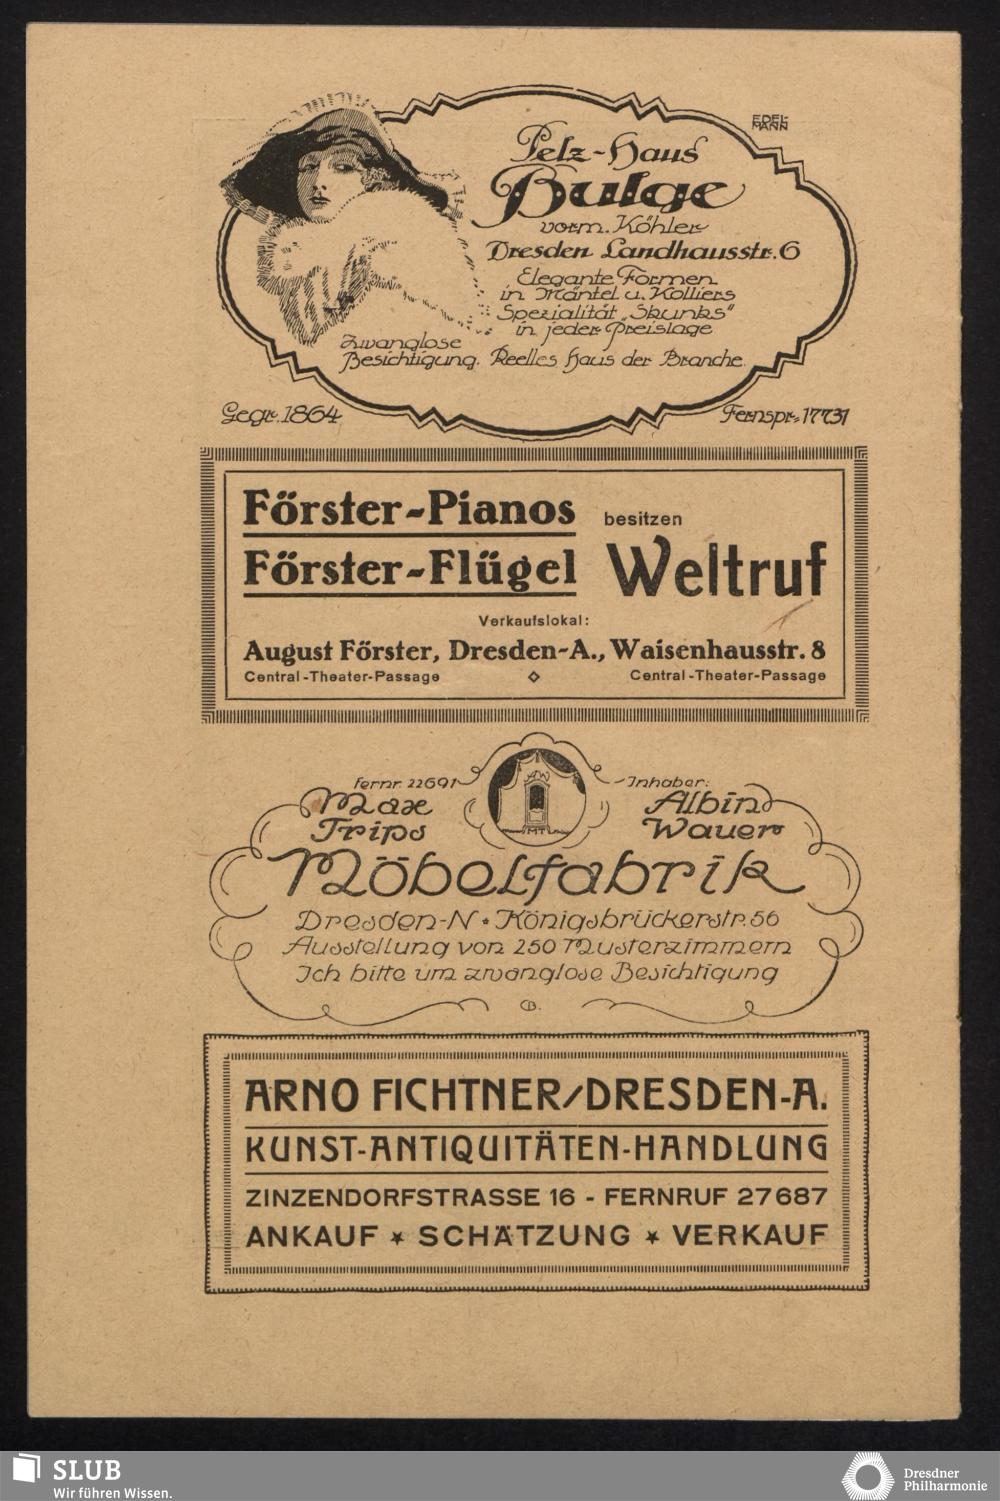 EDEL-
MANN
Pelz-Haus
Bulge
vorm. Köhler
Dresden Landhausstr. 6
Elegante Formen
in Mäntel u. Kolliers
Spezialität „Skunks"
in jeder Preislage
Zwanglose
Besichtigung. Reelles Haus der Branche.
Gegr. 1864
Fernspr. 17731
Förster-Pianos
Förster-Flügel
besitzen
Weltruf
Verkaufslokal:
August Förster, Dresden-A., Waisenhausstr. 8
Central-Theater-Passage ◇ Central-Theater-Passage
Fernr. 22691
Max
Trips
MT
Inhaber:
Albin
Wauer
Möbelfabrik
Dresden-N * Königsbrückerstr. 56
Ausstellung von 250 Musterzimmern
Ich bitte um zwanglose Besichtigung
CB.
ARNO FICHTNER/DRESDEN-A.
KUNST-ANTIQUITÄTEN-HANDLUNG
ZINZENDORFSTRASSE 16 - FERNRUF 27687
ANKAUF ★ SCHÄTZUNG ★ VERKAUF
SLUB
Wir führen Wissen.
Dresdner
Philharmonie